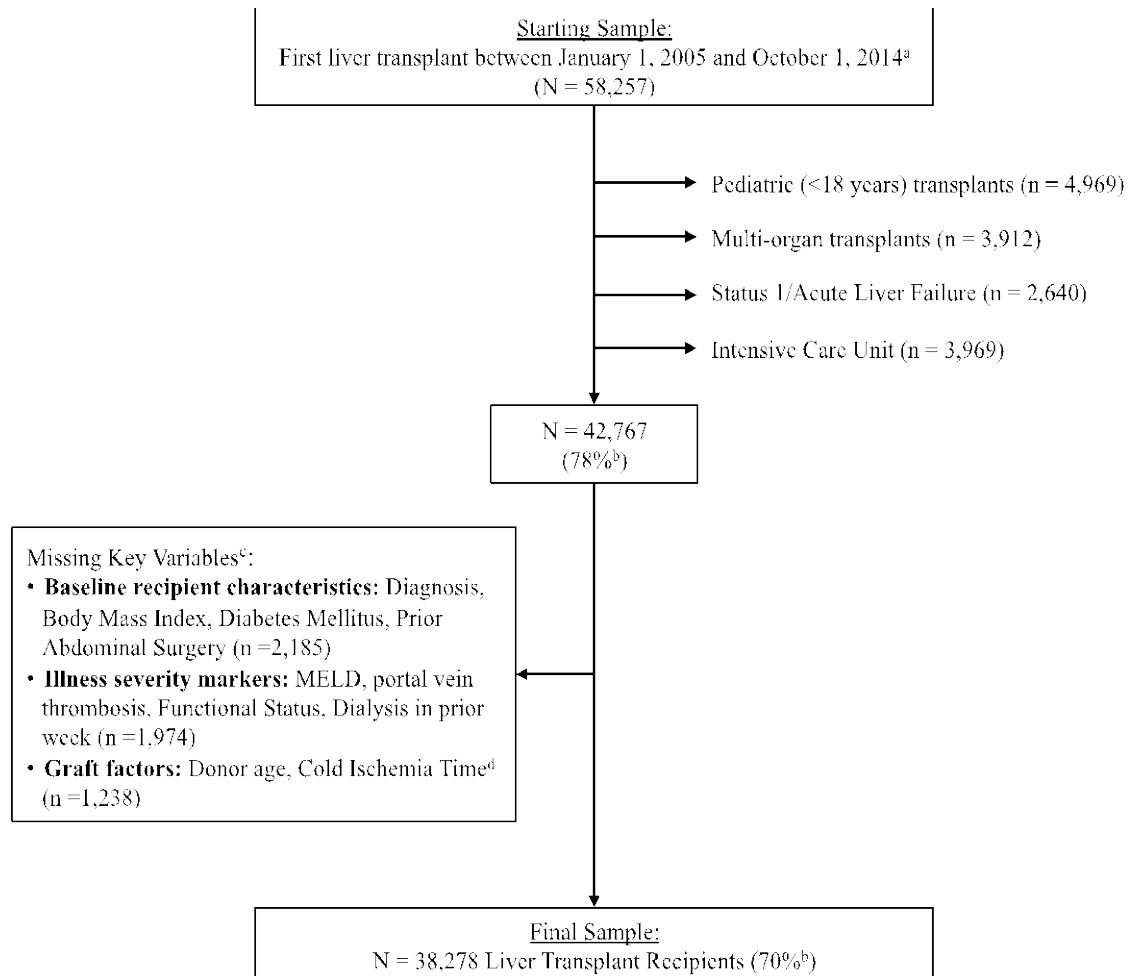 Starting Sample:
First liver transplant between January 1, 2005 and October 1, 2014ᵃ
(N = 58,257)
Pediatric (<18 years) transplants (n = 4,969)
Multi-organ transplants (n = 3,912)
Status 1/Acute Liver Failure (n = 2,640)
Intensive Care Unit (n = 3,969)
N = 42,767
(78%ᵇ)
Missing Key Variablesᶜ:
• Baseline recipient characteristics: Diagnosis,
Body Mass Index, Diabetes Mellitus, Prior
Abdominal Surgery (n =2,185)
• Illness severity markers: MELD, portal vein
thrombosis, Functional Status, Dialysis in prior
week (n =1,974)
• Graft factors: Donor age, Cold Ischemia Timeᵈ
(n =1,238)
Final Sample:
N = 38,278 Liver Transplant Recipients (70%ᵇ)